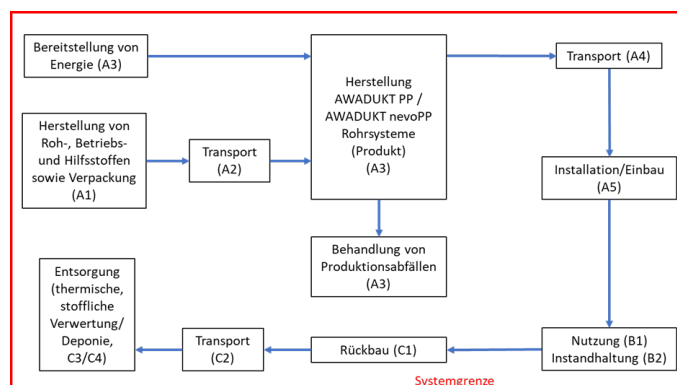 Bereitstellung von
Energie (A3)
Herstellung
AWADUKT PP /
AWADUKT nevoPP
Rohrsysteme
(Produkt)
(A3)
Transport (A4)
Herstellung von
Roh-, Betriebs-
und Hilfsstoffen
sowie Verpackung
(A1)
Transport
(A2)
Installation/Einbau
(A5)
Behandlung von
Produktionsabfällen
(A3)
Entsorgung
(thermische,
stoffliche
Verwertung/
Deponie,
C3/C4)
Transport
(C2)
Rückbau (C1)
Nutzung (B1)
Instandhaltung (B2)
Systemgrenze